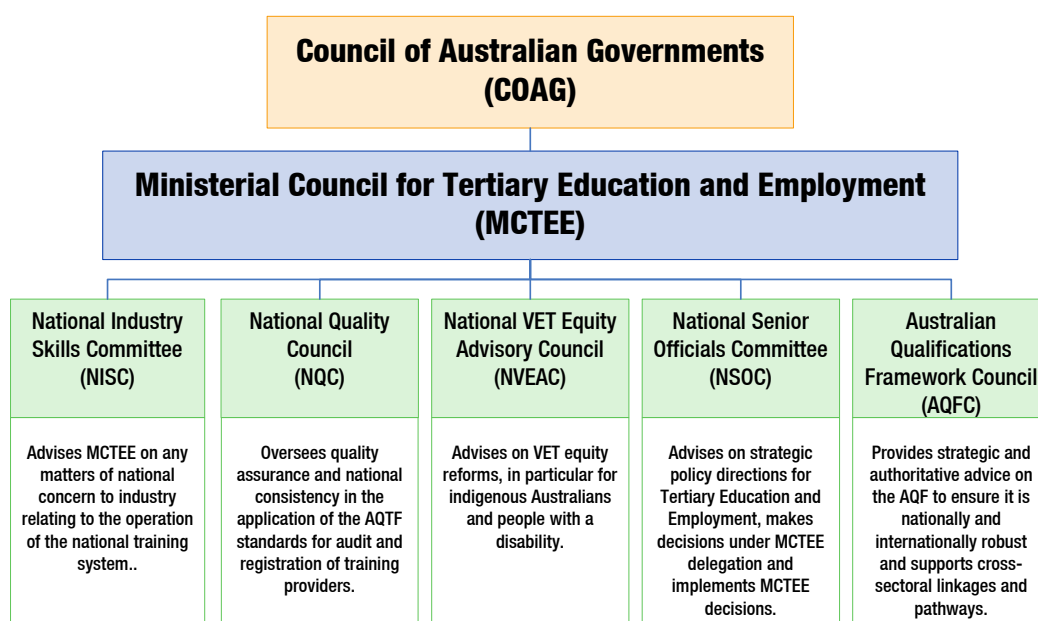 Council of Australian Governments
(COAG)
Ministerial Council for Tertiary Education and Employment
(MCTEE)
National Industry
Skills Committee
(NISC)
Advises MCTEE on any
matters of national
concern to industry
relating to the operation
of the national training
system..
National Quality
Council
(NQC)
Oversees quality
assurance and national
consistency in the
application of the AQTF
standards for audit and
registration of training
providers.
National VET Equity
Advisory Council
(NVEAC)
Advises on VET equity
reforms, in particular for
indigenous Australians
and people with a
disability.
National Senior
Officials Committee
(NSOC)
Advises on strategic
policy directions for
Tertiary Education and
Employment, makes
decisions under MCTEE
delegation and
implements MCTEE
decisions.
Australian
Qualifications
Framework Council
(AQFC)
Provides strategic and
authoritative advice on
the AQF to ensure it is
nationally and
internationally robust
and supports cross-
sectoral linkages and
pathways.